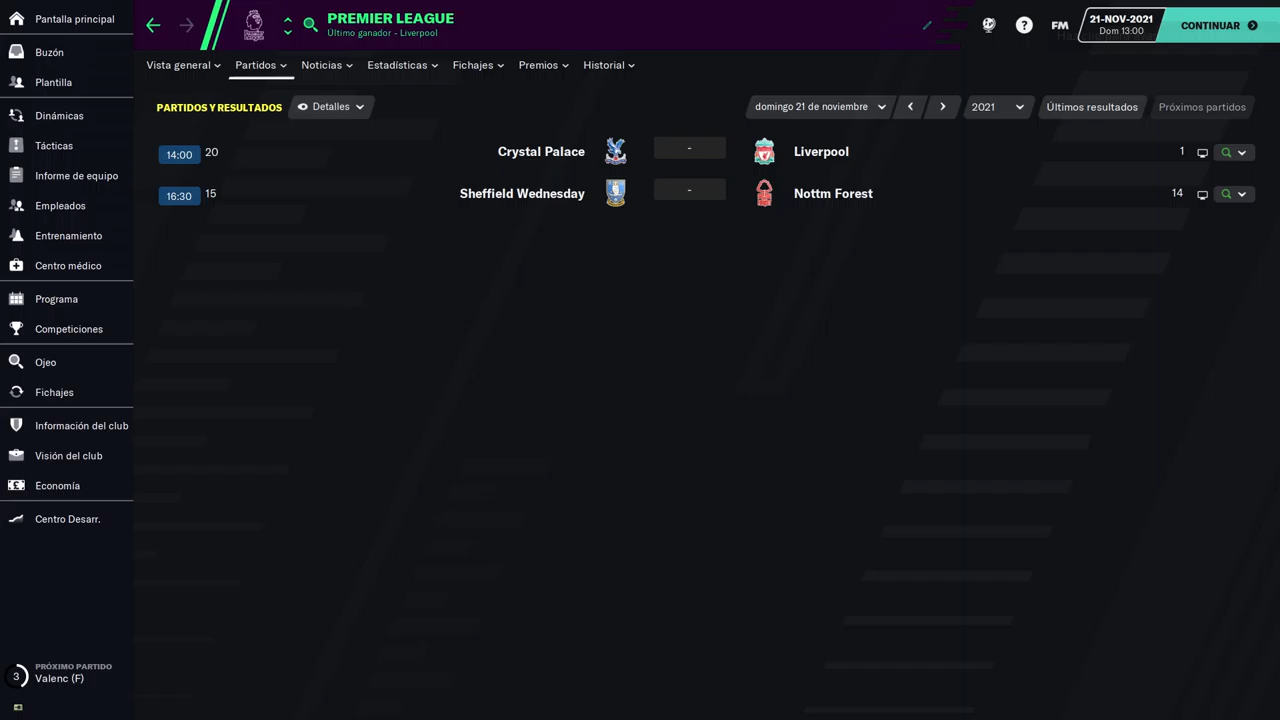 Pantalla principal
Buzón
Plantilla
Dinámicas
Tácticas
Informe de equipo
Empleados
Entrenamiento
Centro médico
Programa
Competiciones
Ojeo
Fichajes
Información del club
Visión del club
Economía
Centro Desarr.
3
PRÓXIMO PARTIDO
Valenc (F)
PREMIER LEAGUE
Último ganador - Liverpool
? FM
21-NOV-2021
Dom 13:00
CONTINUAR
Vista general Partidos Noticias Estadísticas Fichajes Premios Historial
PARTIDOS Y RESULTADOS Detalles domingo 21 de noviembre 2021 Últimos resultados Próximos partidos
14:00 20 Crystal Palace - Liverpool 1
16:30 15 Sheffield Wednesday - Nottm Forest 14